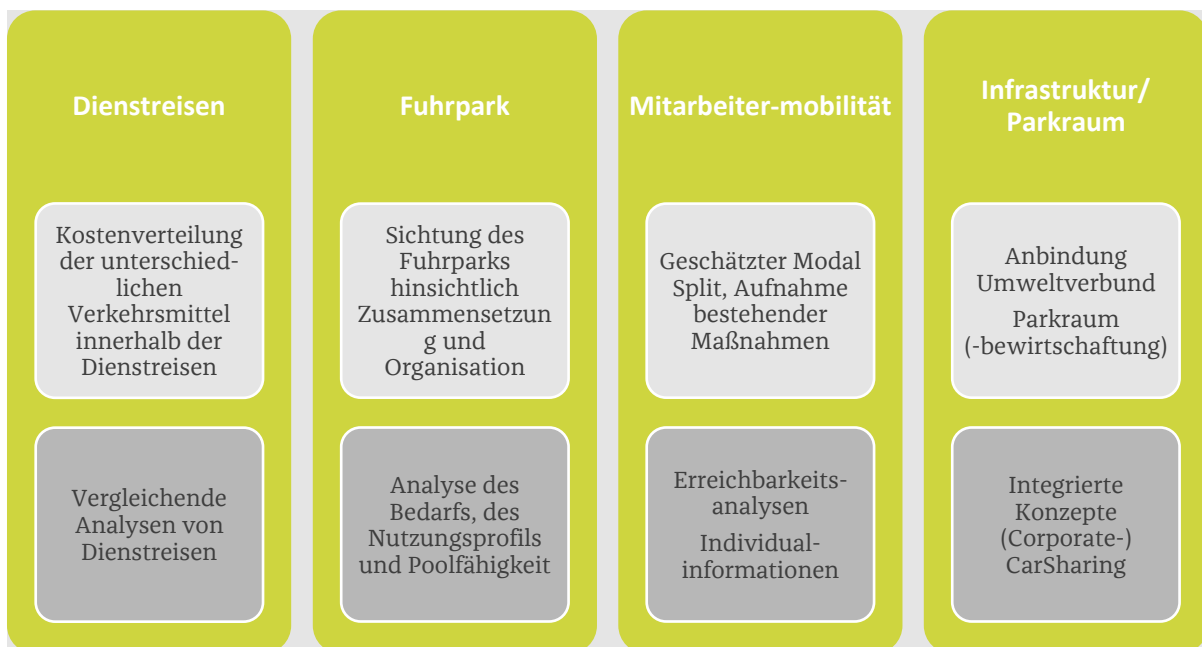 Dienstreisen
Kostenverteilung
der unterschied-
lichen
Verkehrsmittel
innerhalb der
Dienstreisen
Vergleichende
Analysen von
Dienstreisen
Fuhrpark
Sichtung des
Fuhrparks
hinsichtlich
Zusammensetzun
g und
Organisation
Analyse des
Bedarfs, des
Nutzungsprofils
und Poolfähigkeit
Mitarbeiter-mobilität
Geschätzter Modal
Split, Aufnahme
bestehender
Maßnahmen
Erreichbarkeits-
analysen
Individual-
informationen
Infrastruktur/
Parkraum
Anbindung
Umweltverbund
Parkraum
(-bewirtschaftung)
Integrierte
Konzepte
(Corporate-)
CarSharing